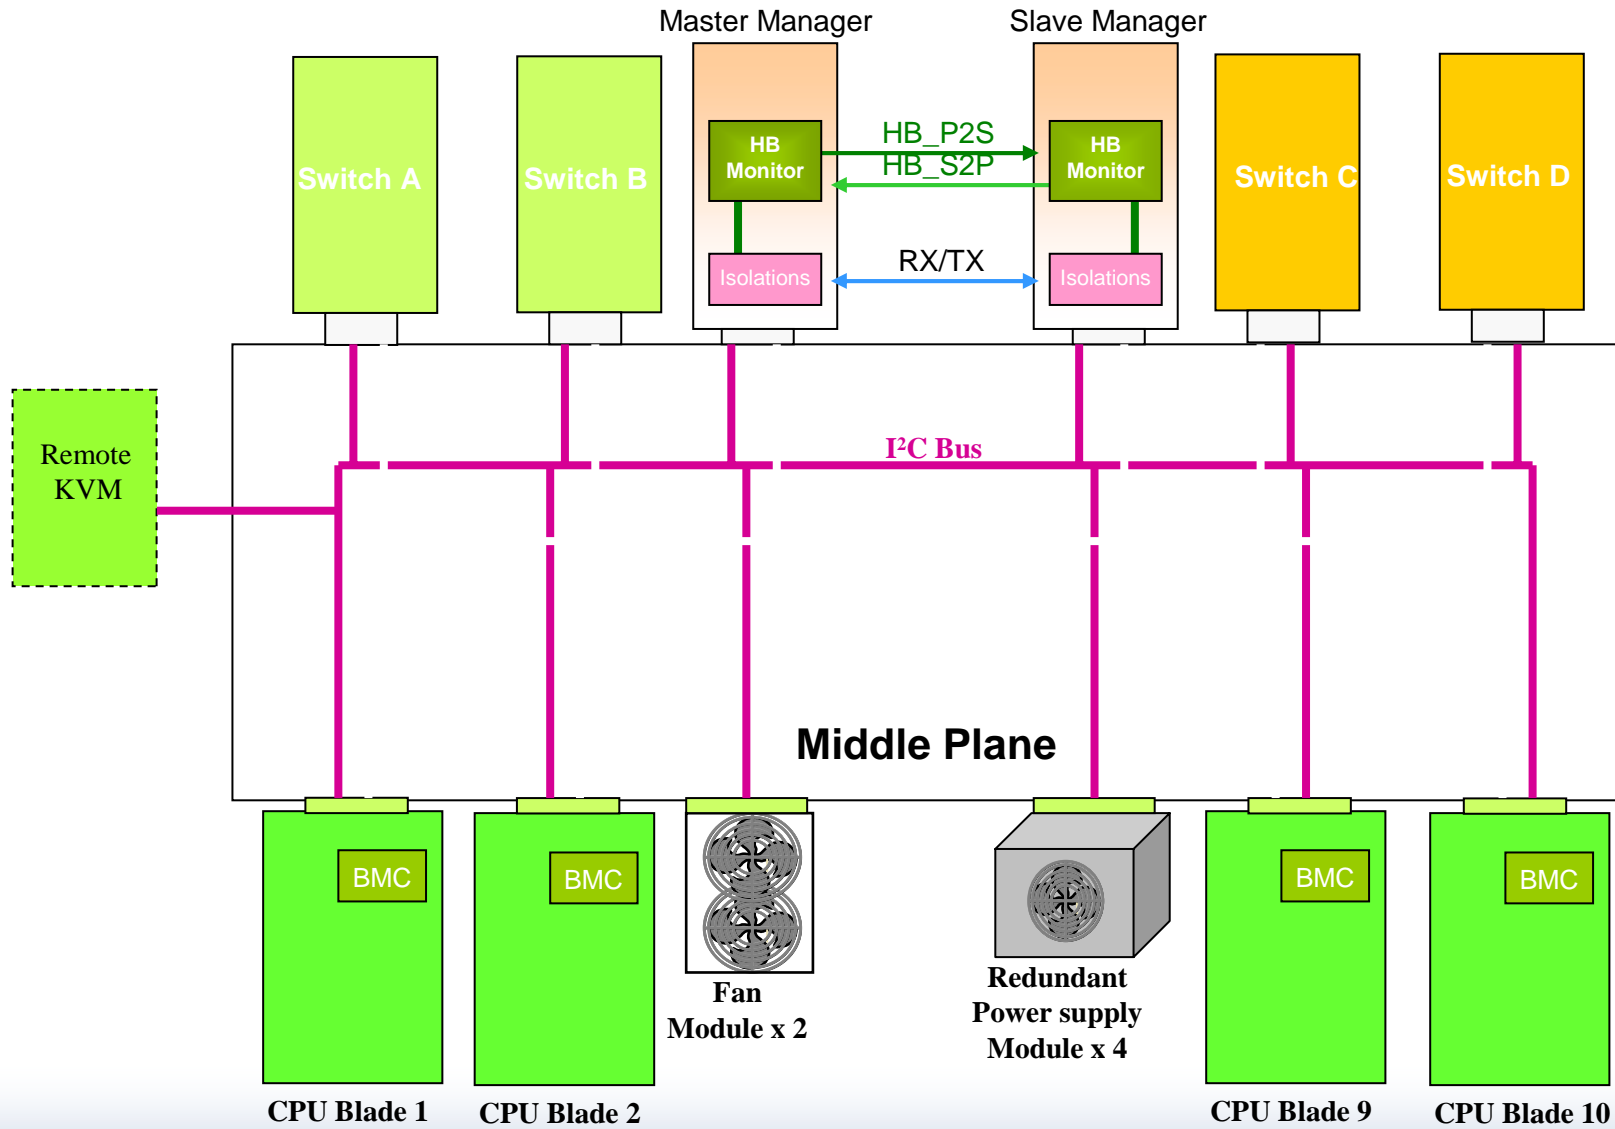 Master Manager
Slave Manager
Switch A
Switch B
HB
Monitor
HB_P2S
HB_S2P
HB
Monitor
Switch C
Switch D
Isolations
RX/TX
Isolations
Remote
KVM
I²C Bus
Middle Plane
BMC
BMC
BMC
BMC
Fan
Module x 2
Redundant
Power supply
Module x 4
CPU Blade 1
CPU Blade 2
CPU Blade 9
CPU Blade 10